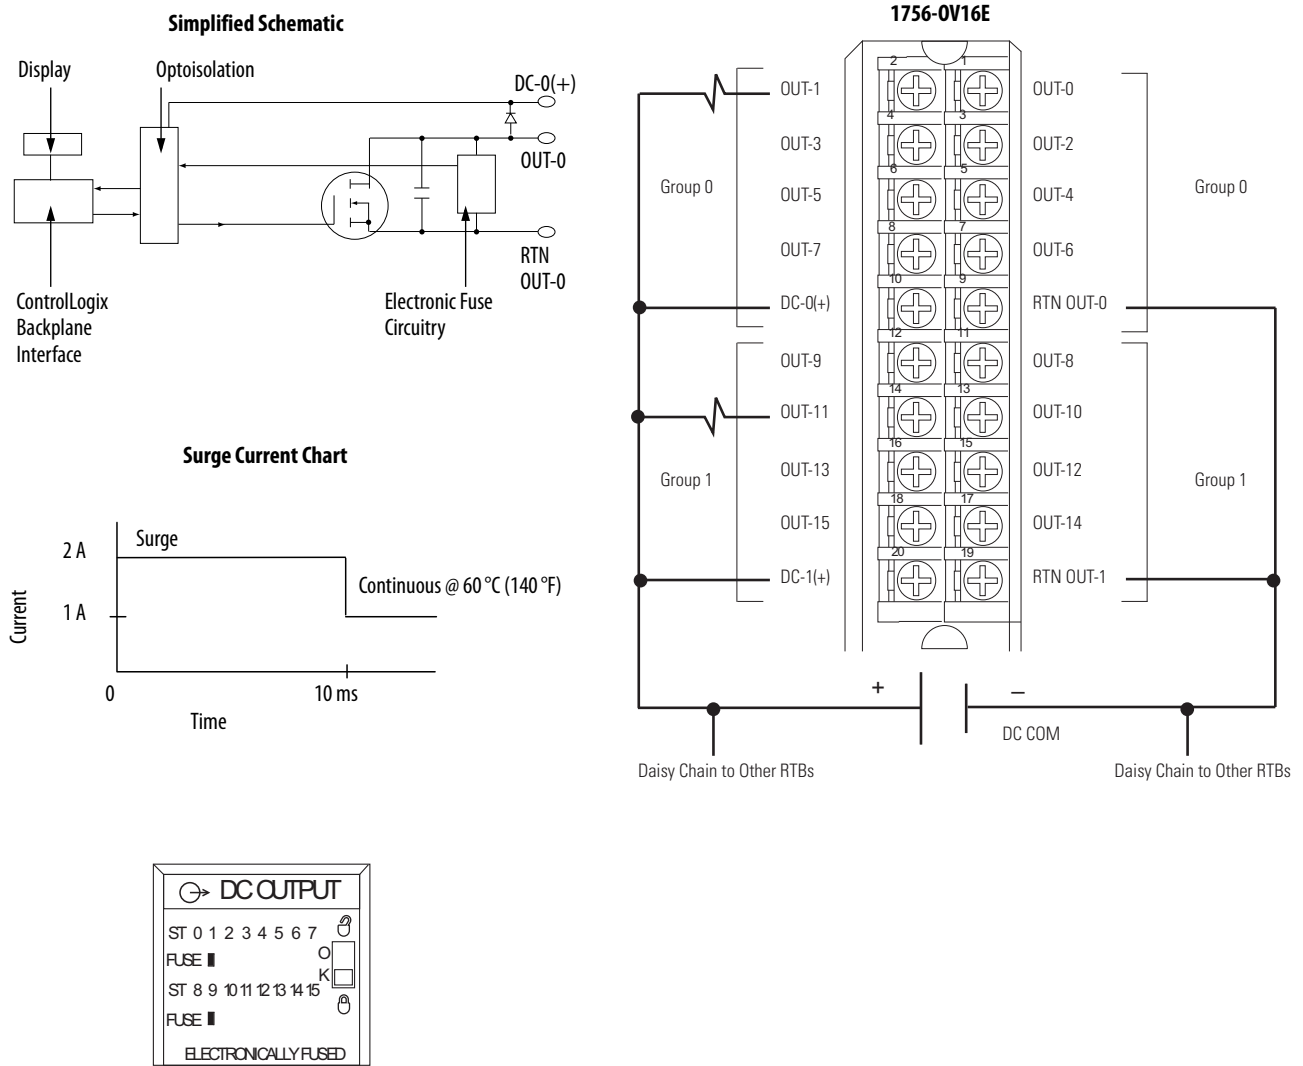 Simplified Schematic
Display
Optoisolation
DC-0(+)
OUT-0
RTN
OUT-0
ControlLogix
Backplane
Interface
Electronic Fuse
Circuitry
Surge Current Chart
Current
2 A
1 A
Surge
Continuous @ 60 °C (140 °F)
0
10 ms
Time
DC OUTPUT
ST 0 1 2 3 4 5 6 7
FUSE
O
K
ST 8 9 10 11 12 13 14 15
FUSE
ELECTRONICALLY FUSED
1756-OV16E
OUT-1 2 1 OUT-0
OUT-3 4 3 OUT-2
Group 0 OUT-5 6 5 OUT-4 Group 0
OUT-7 8 7 OUT-6
DC-0(+) 10 9 RTN OUT-0
OUT-9 12 11 OUT-8
OUT-11 14 13 OUT-10
Group 1 OUT-13 16 15 OUT-12 Group 1
OUT-15 18 17 OUT-14
DC-1(+) 20 19 RTN OUT-1
+ –
DC COM
Daisy Chain to Other RTBs
Daisy Chain to Other RTBs